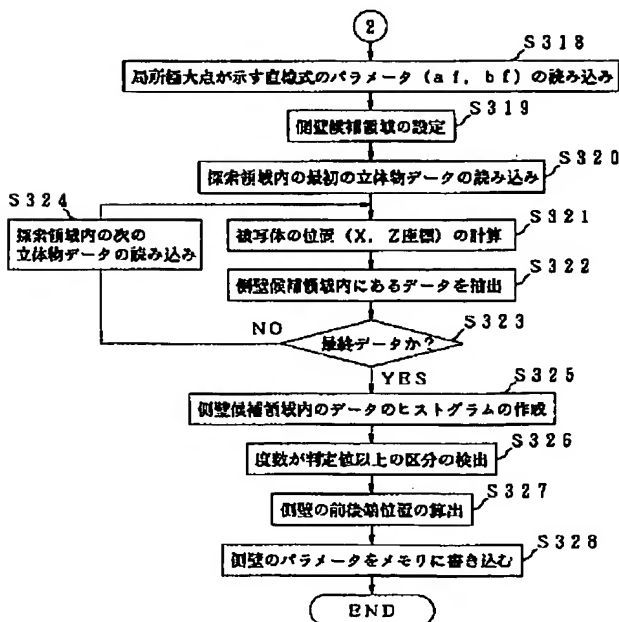 2
S318
局所極大点が示す直線式のパラメータ (af, bf) の読み込み
S319
側壁候補領域の設定
S320
探索領域内の最初の立体物データの読み込み
S324
探索領域内の次の
立体物データの読み込み
S321
被写体の位置 (X, Z座標) の計算
S322
側壁候補領域内にあるデータを抽出
S323
最終データか?
NO
YES
S325
側壁候補領域内のデータのヒストグラムの作成
S326
度数が判定値以上の区分の検出
S327
側壁の前後端位置の算出
S328
側壁のパラメータをメモリに書き込む
END